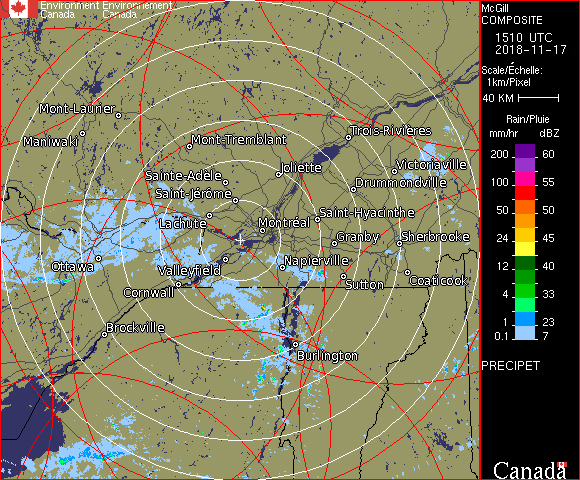 Environment Environnement
Canada Canada
McGill
COMPOSITE
1510 UTC
2018-11-17
Scale/Échelle:
1km/Pixel
40 KM
Rain/Pluie
mm/hr dBZ
200 60
100 55
50 50
24 45
12 40
4 33
1 23
0.1 7
PRECIPET
Canada
Mont-Laurier
Maniwaki
Mont-Tremblant
Trois-Rivières
Victoriaville
Joliette
Sainte-Adèle
Drummondville
Saint-Jérôme
Saint-Hyacinthe
Lachute
Montréal
Granby
Sherbrooke
Ottawa
Valleyfield
Napierville
Sutton
Coaticook
Cornwall
Brockville
Burlington